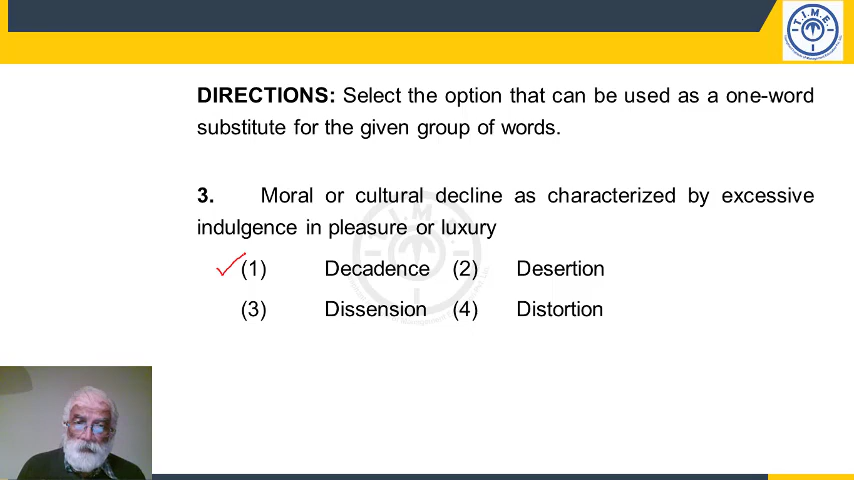 T.I.M.E.
DIRECTIONS: Select the option that can be used as a one-word
substitute for the given group of words.
3. Moral or cultural decline as characterized by excessive
indulgence in pleasure or luxury
(1) Decadence (2) Desertion
(3) Dissension (4) Distortion